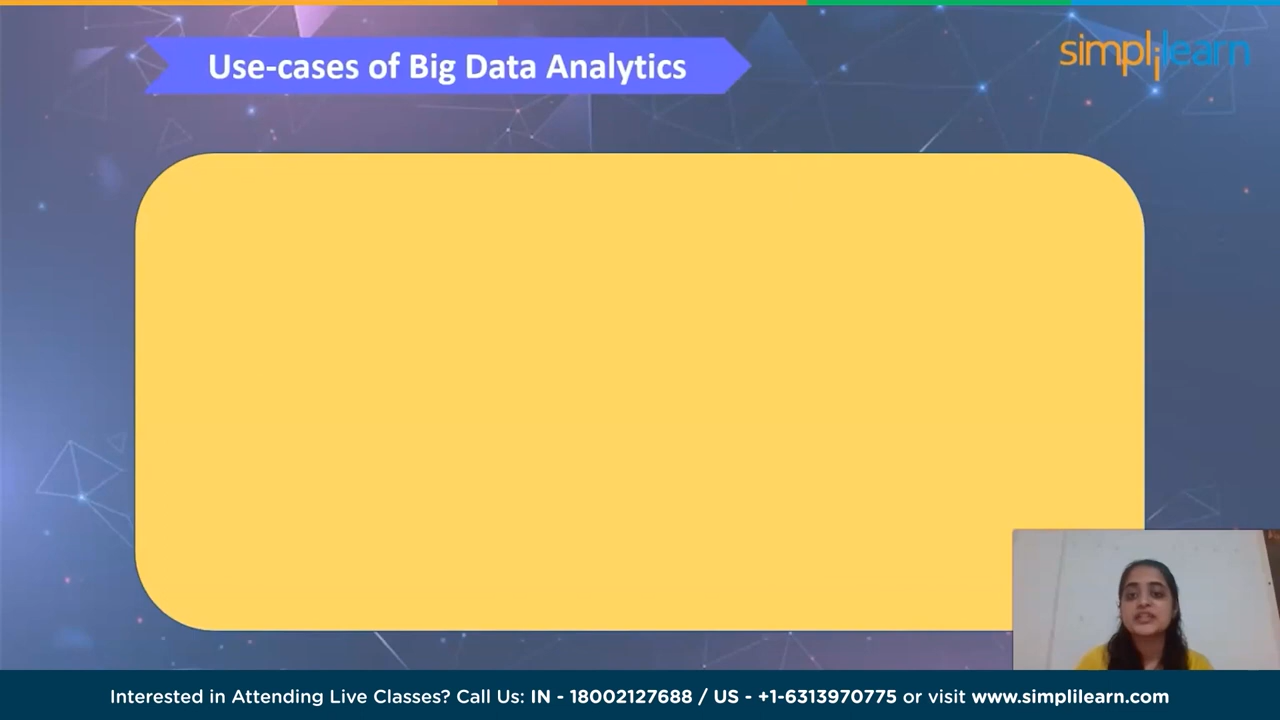 Use-cases of Big Data Analytics
simplilearn
Interested in Attending Live Classes? Call Us: IN - 18002127688 / US - +1-6313970775 or visit www.simplilearn.com